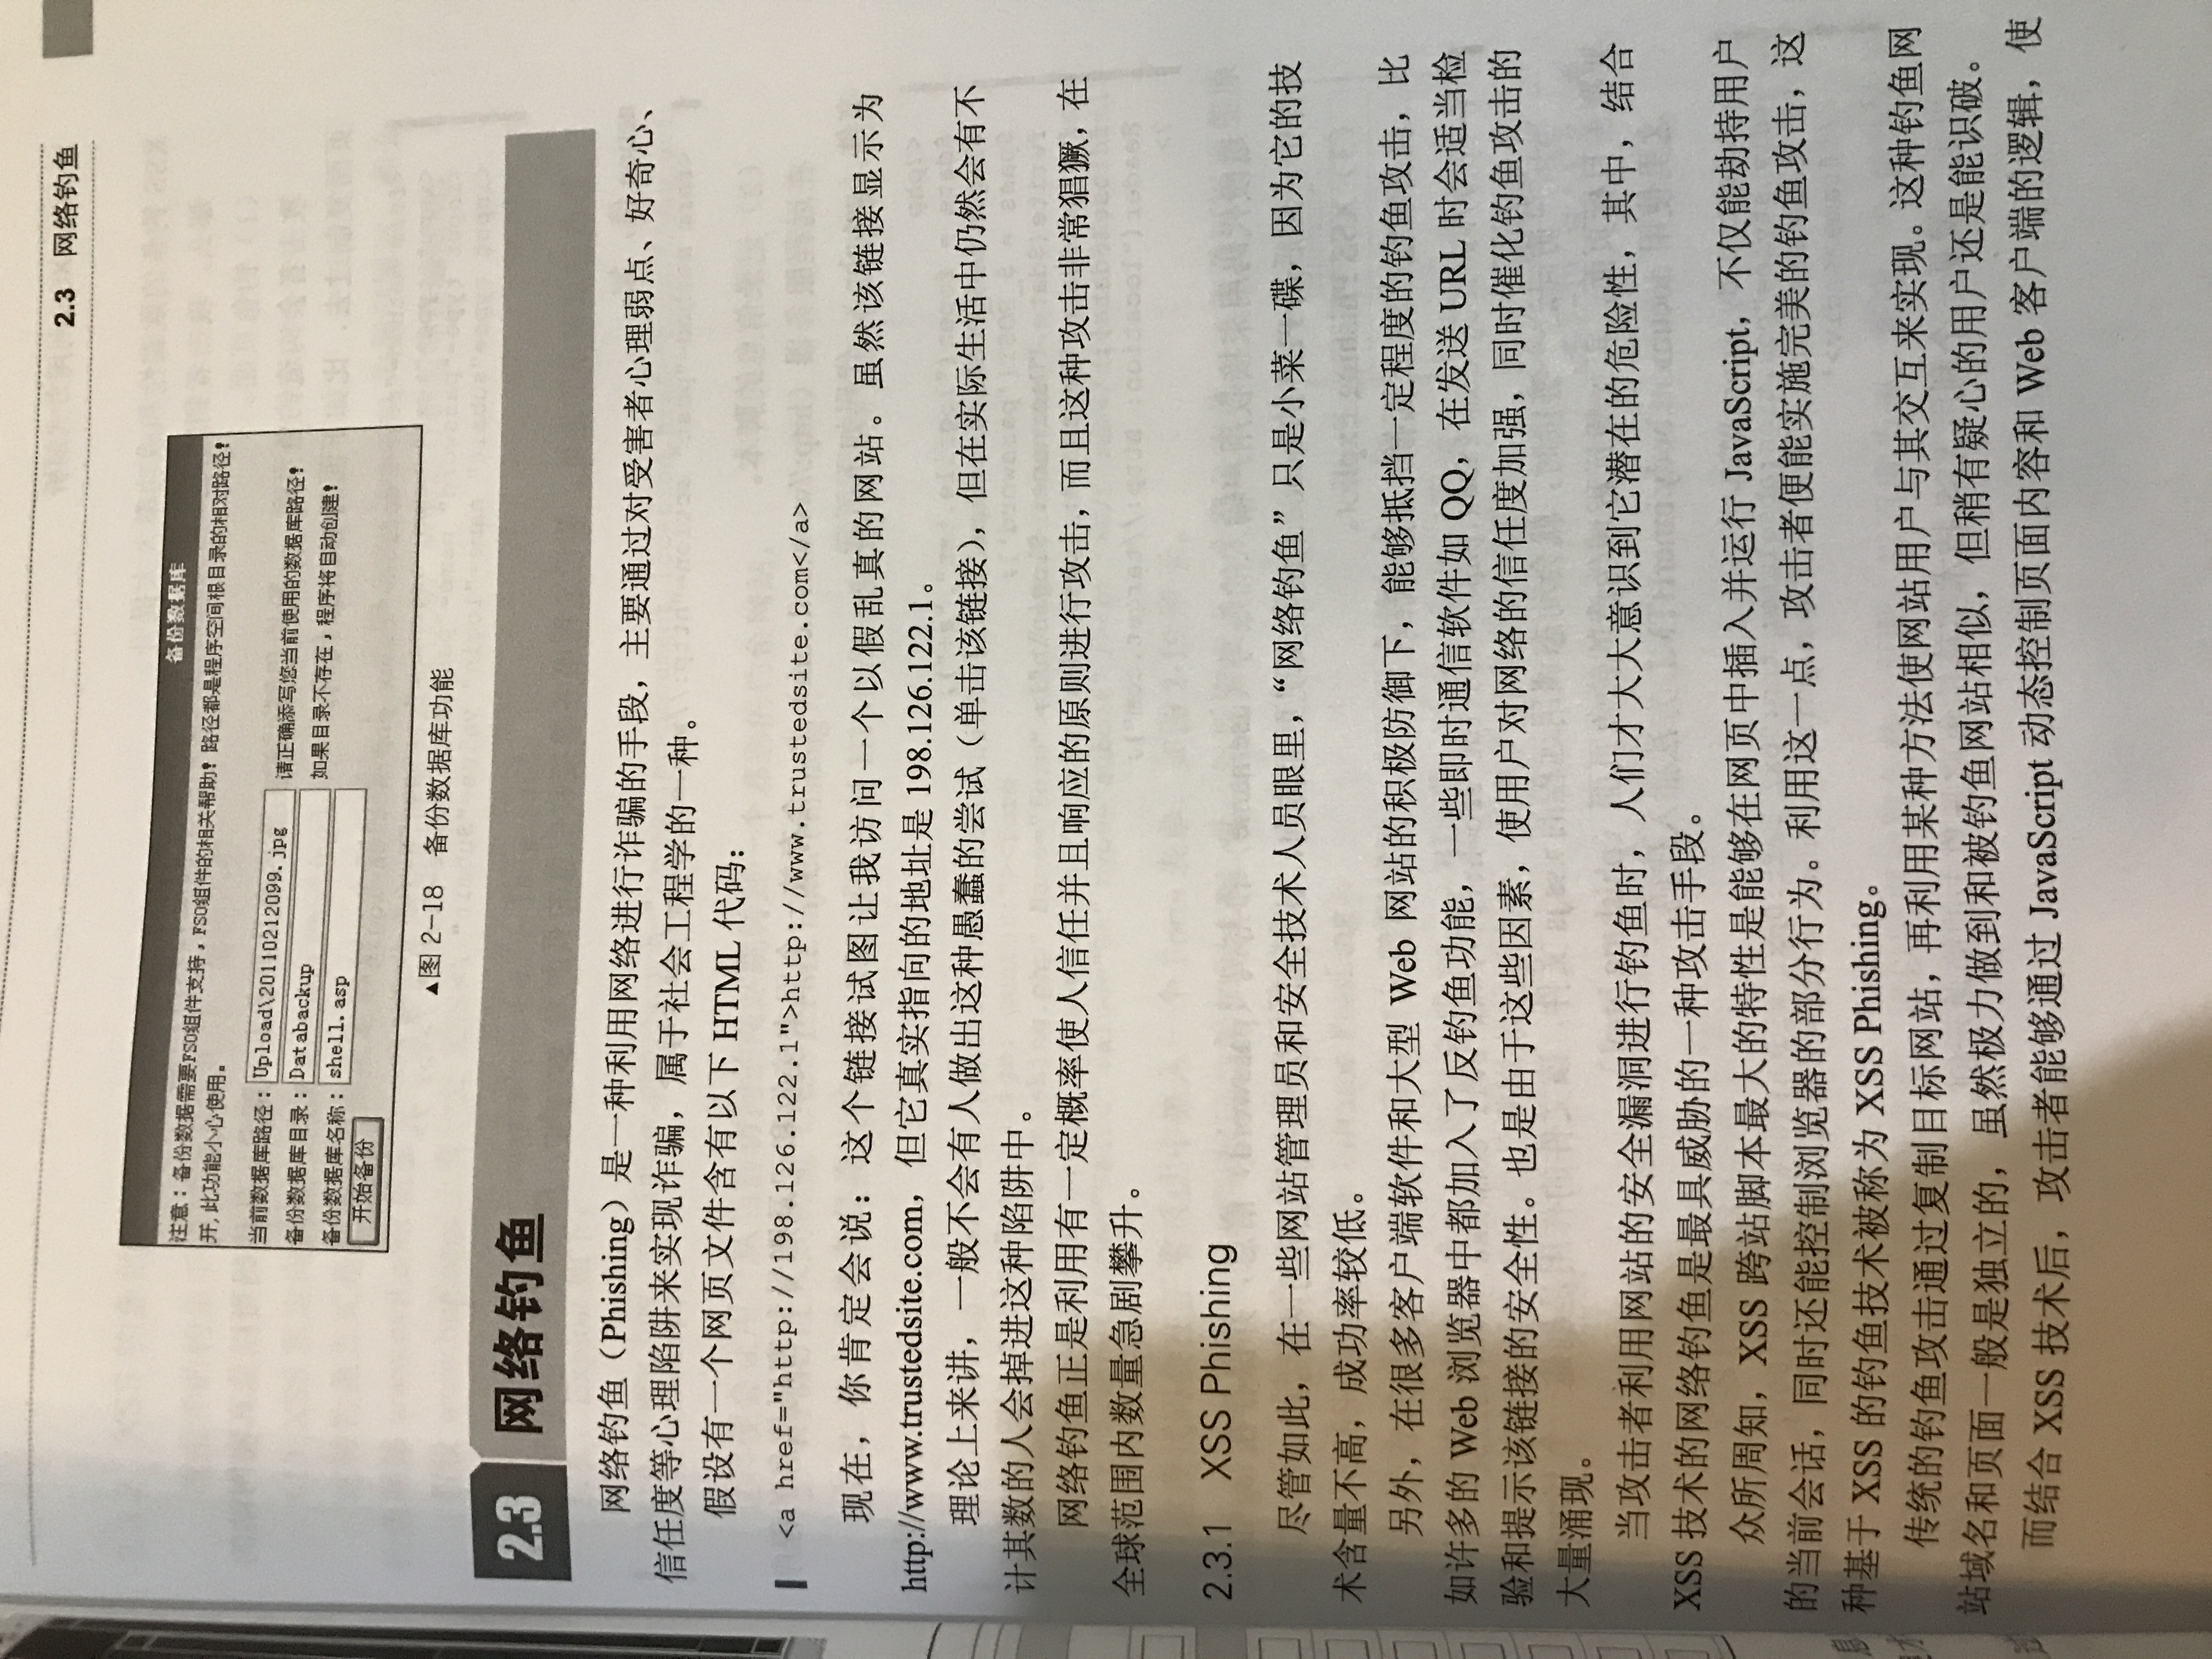 2.3 网络钓鱼
备份数据库
注意：备份数据需要FSO组件支持，FSO组件的相关帮助！路径都是程序空间根目录的相对路径！
开，此功能小心使用。
当前数据库路径： Upload\20110212099.jpg 请正确添写您当前使用的数据库路径！
备份数据库目录： Databackup 如果目录不存在，程序将自动创建！
备份数据库名称： shell.asp
开始备份
▲图 2-18 备份数据库功能
2.3 网络钓鱼
网络钓鱼（Phishing）是一种利用网络进行诈骗的手段，主要通过对受害者心理弱点、好奇心、
信任度等心理陷阱来实现诈骗，属于社会工程学的一种。
假设有一个网页文件含有以下 HTML 代码：
<a href="http://198.126.122.1">http://www.trustedsite.com</a>
现在，你肯定会说：这个链接试图让我访问一个以假乱真的网站。虽然该链接显示为
http://www.trustedsite.com，但它真实指向的地址是 198.126.122.1。
理论上来讲，一般不会有人做出这种愚蠢的尝试（单击该链接），但在实际生活中仍然会有不
计其数的人会掉进这种陷阱中。
网络钓鱼正是利用有一定概率使人信任并且响应的原则进行攻击，而且这种攻击非常猖獗，在
全球范围内数量急剧攀升。
2.3.1 XSS Phishing
尽管如此，在一些网站管理员和安全技术人员眼里，“网络钓鱼”只是小菜一碟，因为它的技
术含量不高，成功率较低。
另外，在很多客户端软件和大型 Web 网站的积极防御下，能够抵挡一定程度的钓鱼攻击，比
如许多的 Web 浏览器中都加入了反钓鱼功能，一些即时通信软件如 QQ，在发送 URL 时会适当检
验和提示该链接的安全性。也是由于这些因素，使用户对网络的信任度加强，同时催化钓鱼攻击的
大量涌现。
当攻击者利用网站的安全漏洞进行钓鱼时，人们才大大意识到它潜在的危险性，其中，结合
XSS 技术的网络钓鱼是最具威胁的一种攻击手段。
众所周知，XSS 跨站脚本最大的特性是能够在网页中插入并运行 JavaScript，不仅能劫持用户
的当前会话，同时还能控制浏览器的部分行为。利用这一点，攻击者便能实施完美的钓鱼攻击，这
种基于 XSS 的钓鱼技术被称为 XSS Phishing。
传统的钓鱼攻击通过复制目标网站，再利用某种方法使网站用户与其交互来实现。这种钓鱼网
站域名和页面一般是独立的，虽然极力做到和被钓鱼网站相似，但稍有疑心的用户还是能识破。
而结合 XSS 技术后，攻击者能够通过 JavaScript 动态控制页面内容和 Web 客户端的逻辑，使